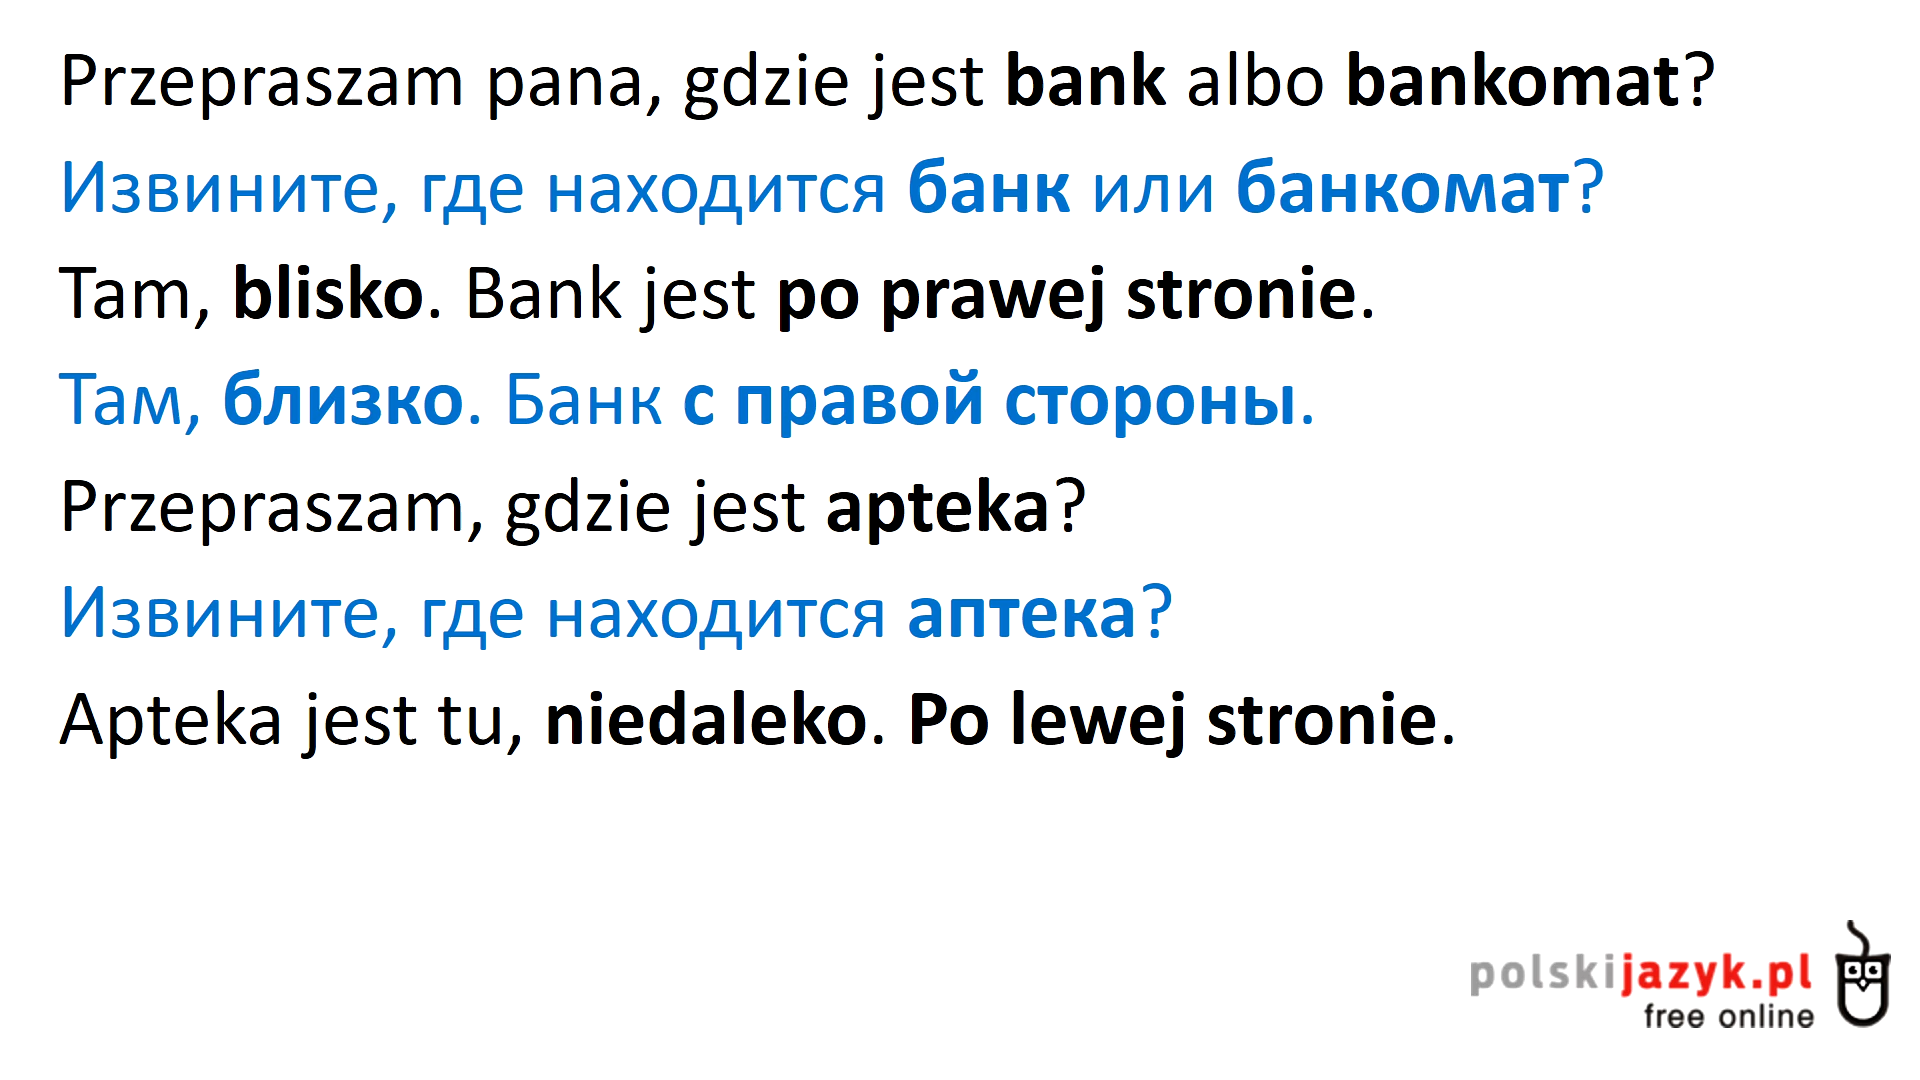 Przepraszam pana, gdzie jest bank albo bankomat?
Извините, где находится банк или банкомат?
Tam, blisko. Bank jest po prawej stronie.
Там, близко. Банк с правой стороны.
Przepraszam, gdzie jest apteka?
Извините, где находится аптека?
Apteka jest tu, niedaleko. Po lewej stronie.
polskijazyk.pl
free online